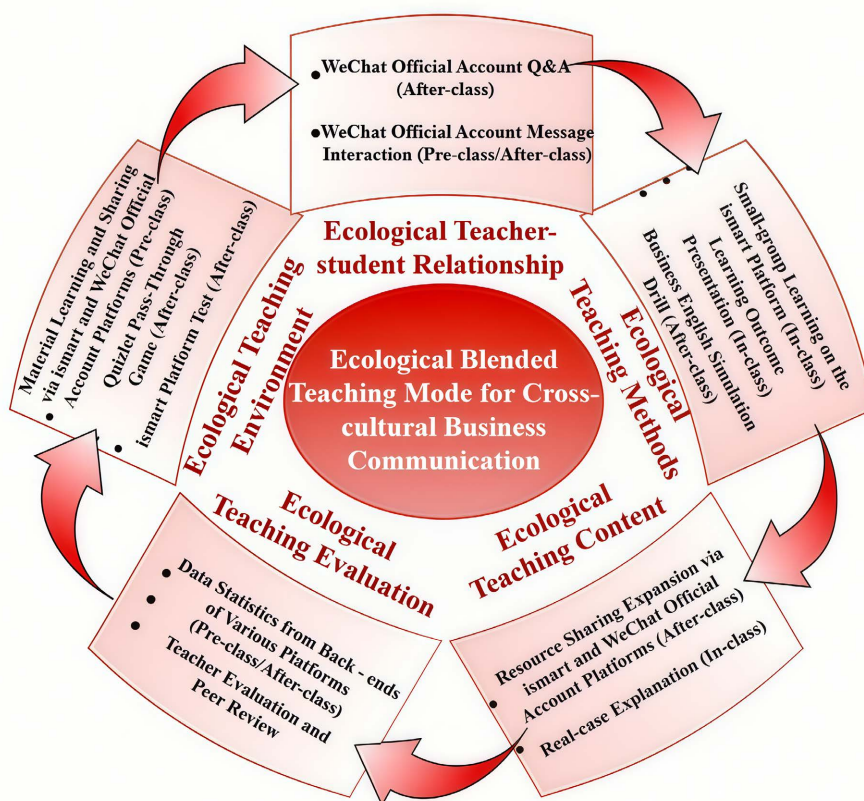 • WeChat Official Account Q&A
(After-class)
• WeChat Official Account Message
Interaction (Pre-class/After-class)
Ecological Teacher-
student Relationship
• Small-group Learning on the
ismart Platform (In-class)
• Learning Outcome
Presentation (In-class)
• Business English Simulation
Drill (After-class)
Ecological
Teaching Methods
• Resource Sharing Expansion via
ismart and WeChat Official
Account Platforms (After-class)
• Real-case Explanation (In-class)
Ecological
Teaching Content
• Data Statistics from Back - ends
• of Various Platforms
(Pre-class/After-class)
• Teacher Evaluation and
Peer Review
Ecological
Teaching Evaluation
• Material Learning and Sharing
via ismart and WeChat Official
Account Platforms (Pre-class)
• Quizlet Pass-Through
Game (After-class)
• ismart Platform Test (After-class)
Ecological Teaching
Environment
Ecological Blended
Teaching Mode for Cross-
cultural Business
Communication